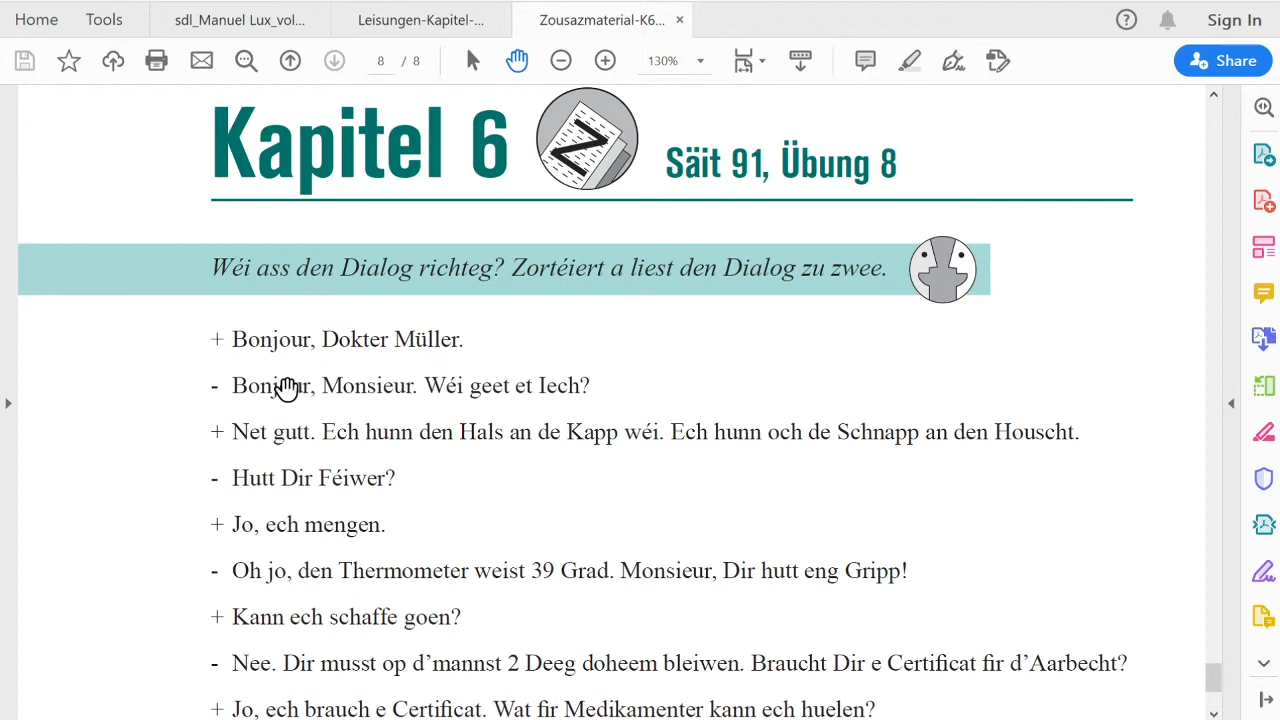 Home Tools sdl_Manuel Lux_vol... Leisungen-Kapitel-... Zousazmaterial-K6... × Sign In
8 / 8 130% Share
Kapitel 6 Säit 91, Übung 8
Wéi ass den Dialog richteg? Zortéiert a liest den Dialog zu zwee.
+ Bonjour, Dokter Müller.
- Bonjour, Monsieur. Wéi geet et Iech?
+ Net gutt. Ech hunn den Hals an de Kapp wéi. Ech hunn och de Schnapp an den Houscht.
- Hutt Dir Féiwer?
+ Jo, ech mengen.
- Oh jo, den Thermometer weist 39 Grad. Monsieur, Dir hutt eng Gripp!
+ Kann ech schaffe goen?
- Nee. Dir musst op d'mannst 2 Deeg doheem bleiwen. Braucht Dir e Certificat fir d'Aarbecht?
+ Jo, ech brauch e Certificat. Wat fir Medikamenter kann ech huelen?